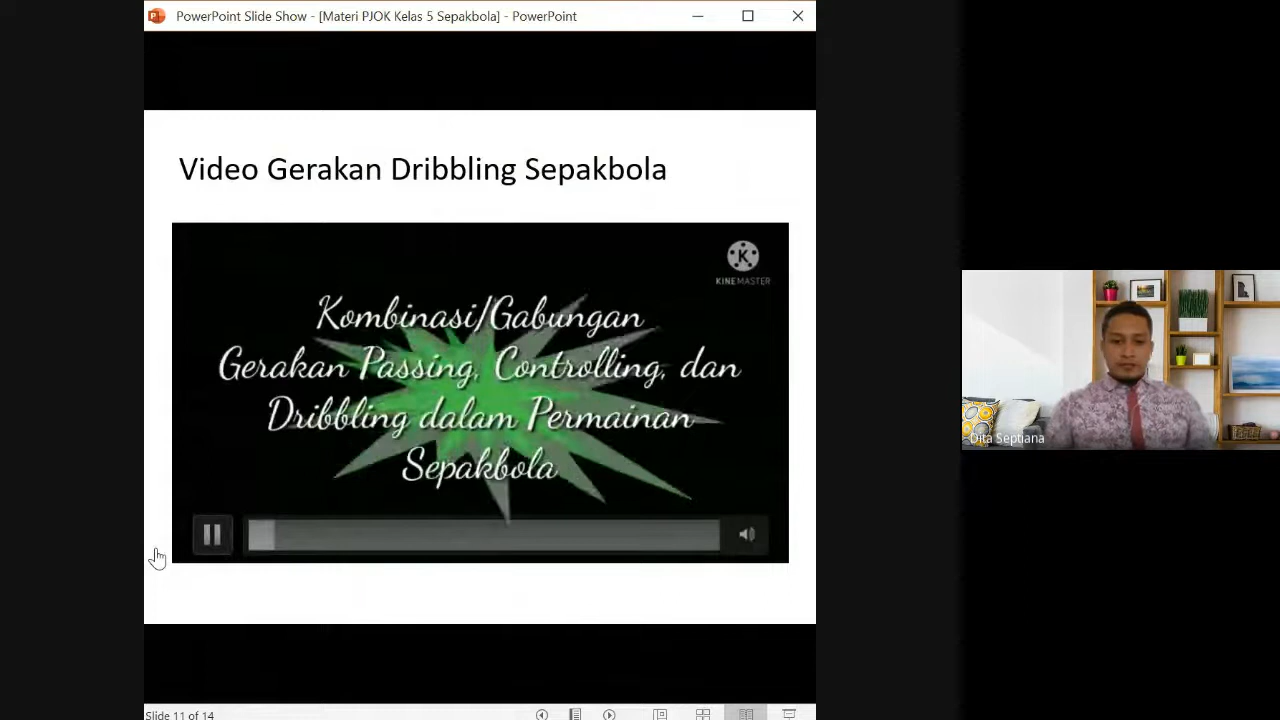 PowerPoint Slide Show - [Materi PJOK Kelas 5 Sepakbola] - PowerPoint
Video Gerakan Dribbling Sepakbola
KINEMASTER
Kombinasi/Gabungan
Gerakan Passing, Controlling, dan
Dribbling dalam Permainan
Sepakbola
Dita Septiana
Slide 11 of 14